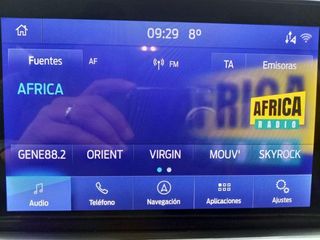 09:29 8°
Fuentes AF FM TA Emisoras
AFRICA
AFRICA
RADIO
GENE88.2 ORIENT VIRGIN MOUV' SKYROCK
Audio Teléfono Navegación Aplicaciones Ajustes